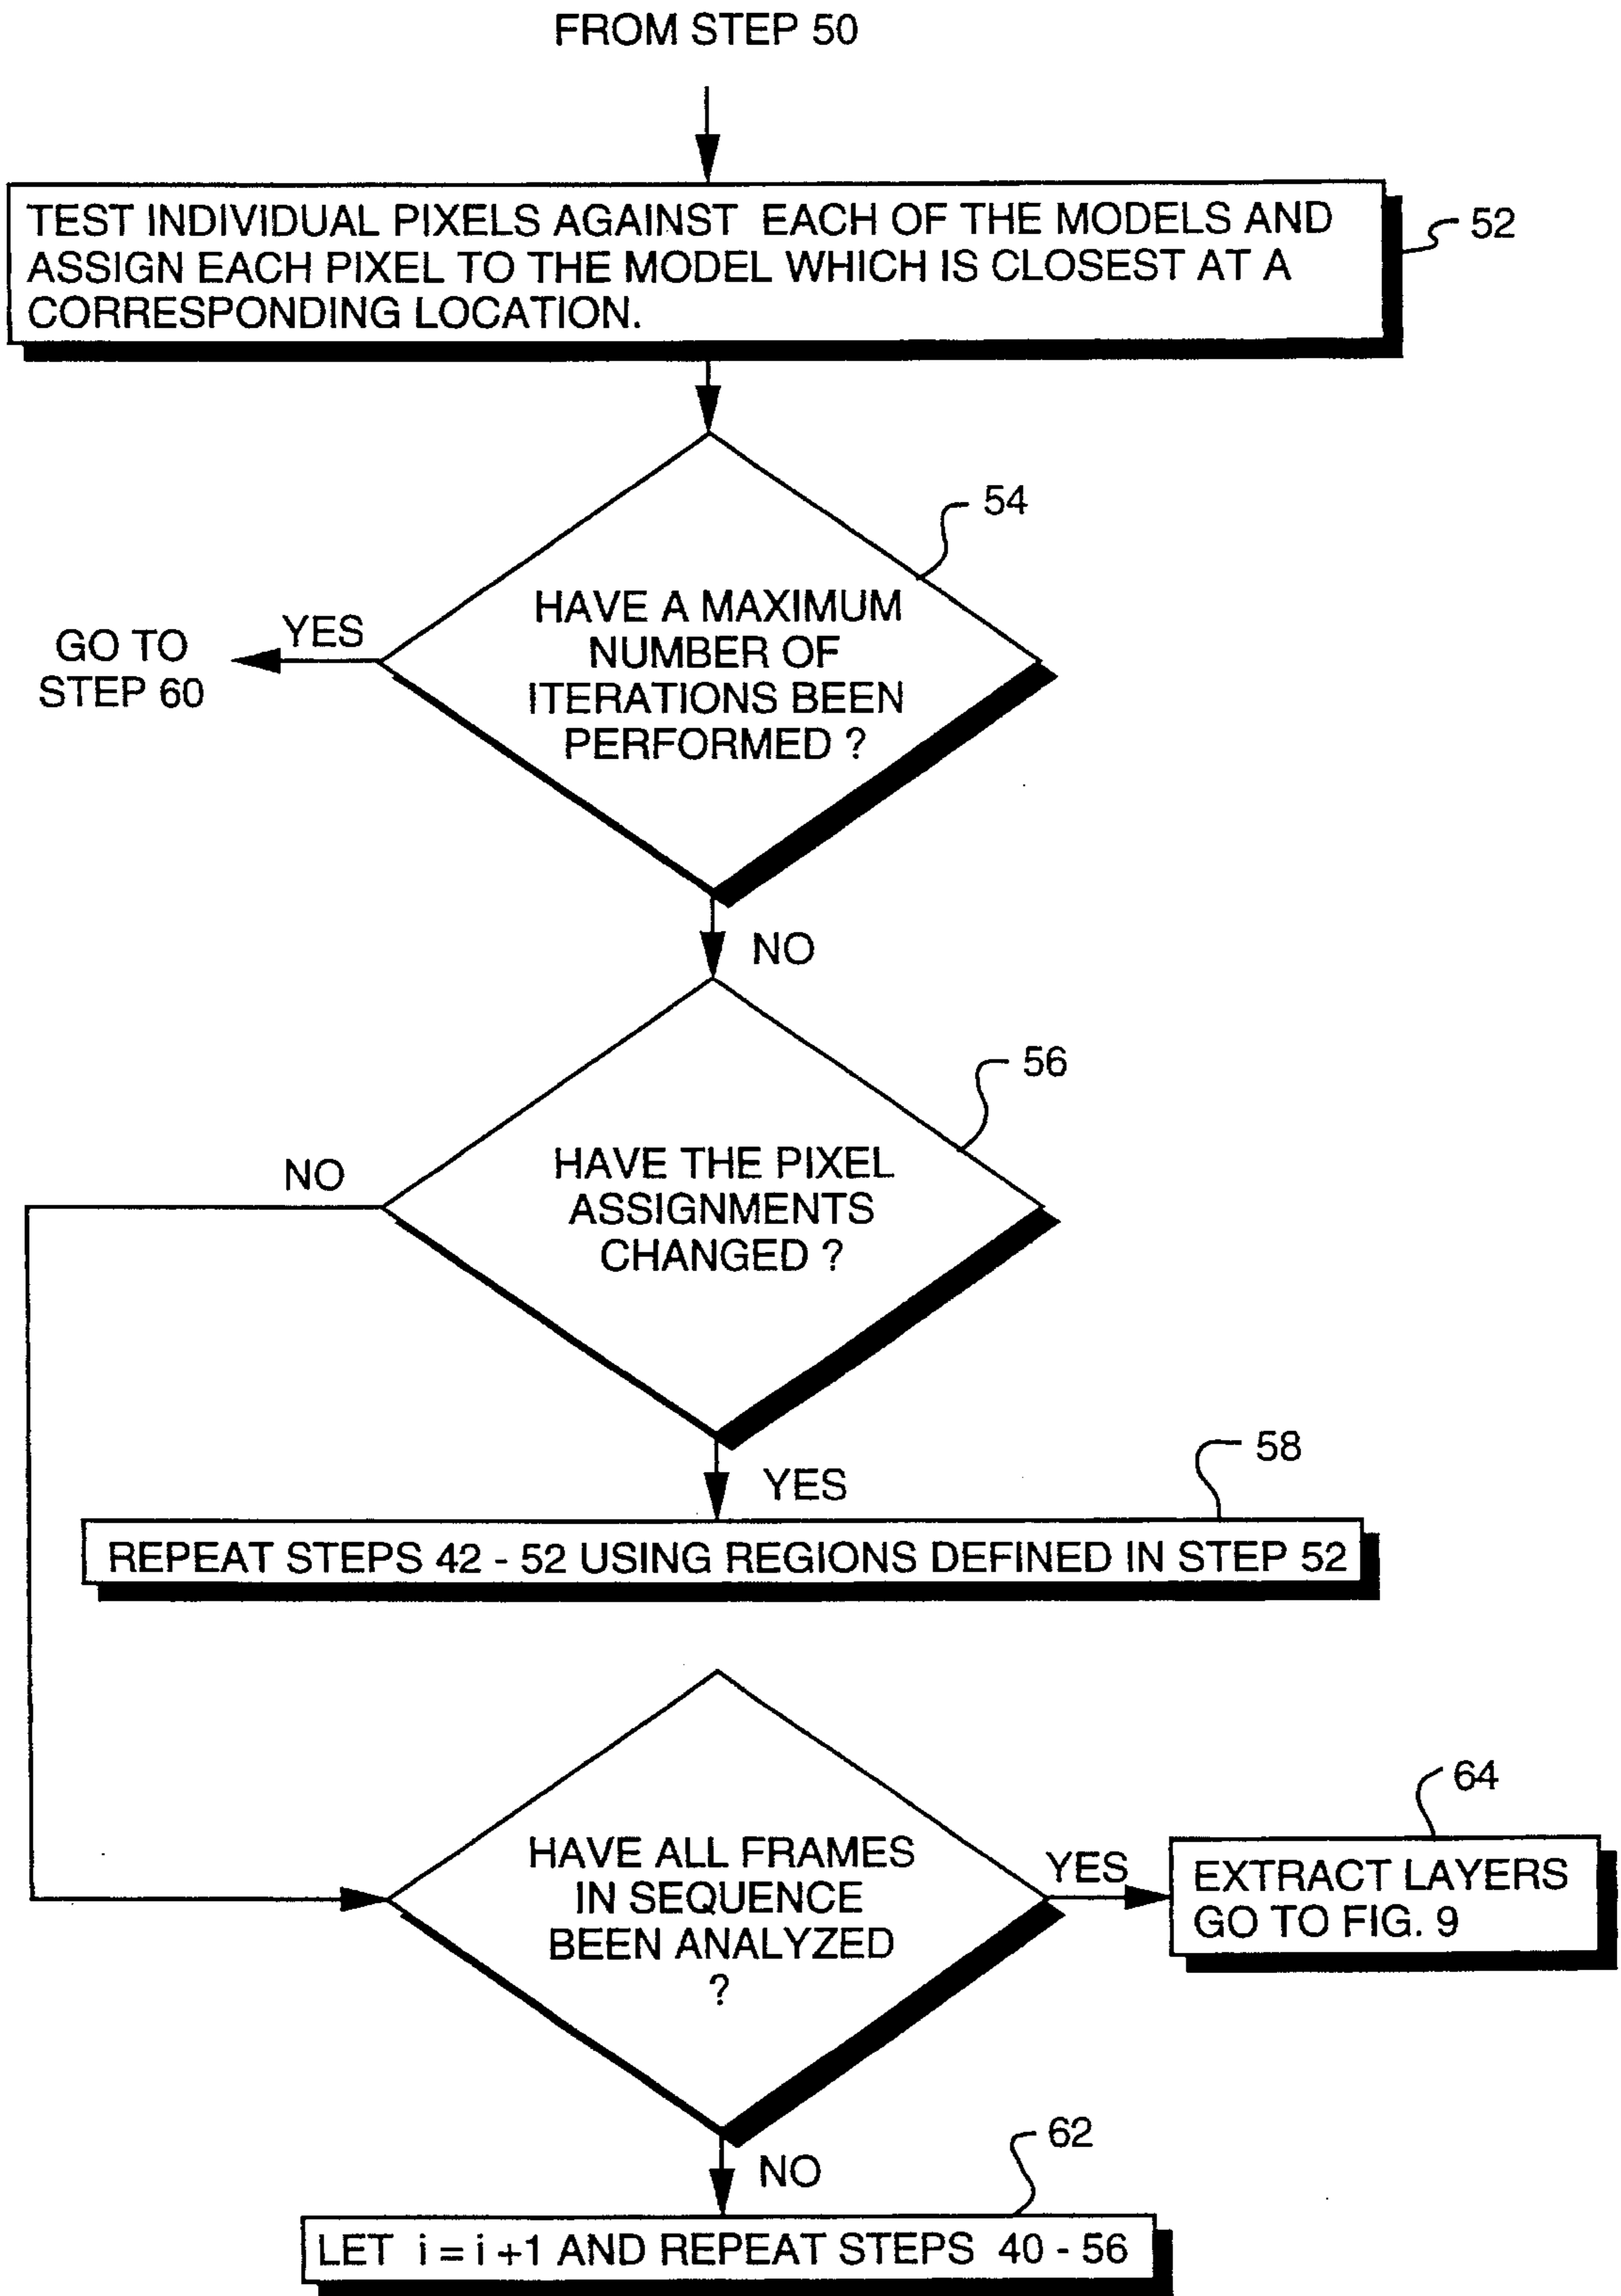 FROM STEP 50
TEST INDIVIDUAL PIXELS AGAINST EACH OF THE MODELS AND
ASSIGN EACH PIXEL TO THE MODEL WHICH IS CLOSEST AT A
CORRESPONDING LOCATION.
52
54
HAVE A MAXIMUM
NUMBER OF
ITERATIONS BEEN
PERFORMED ?
YES
GO TO
STEP 60
NO
56
HAVE THE PIXEL
ASSIGNMENTS
CHANGED ?
NO
YES
58
REPEAT STEPS 42 - 52 USING REGIONS DEFINED IN STEP 52
HAVE ALL FRAMES
IN SEQUENCE
BEEN ANALYZED
?
YES
64
EXTRACT LAYERS
GO TO FIG. 9
NO
62
LET i = i +1 AND REPEAT STEPS 40 - 56